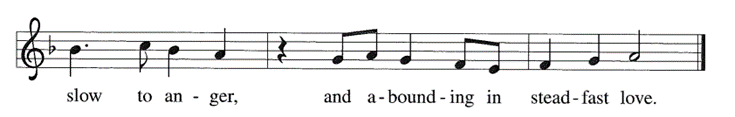 slow to an - ger, and a - bound - ing in stead - fast love.